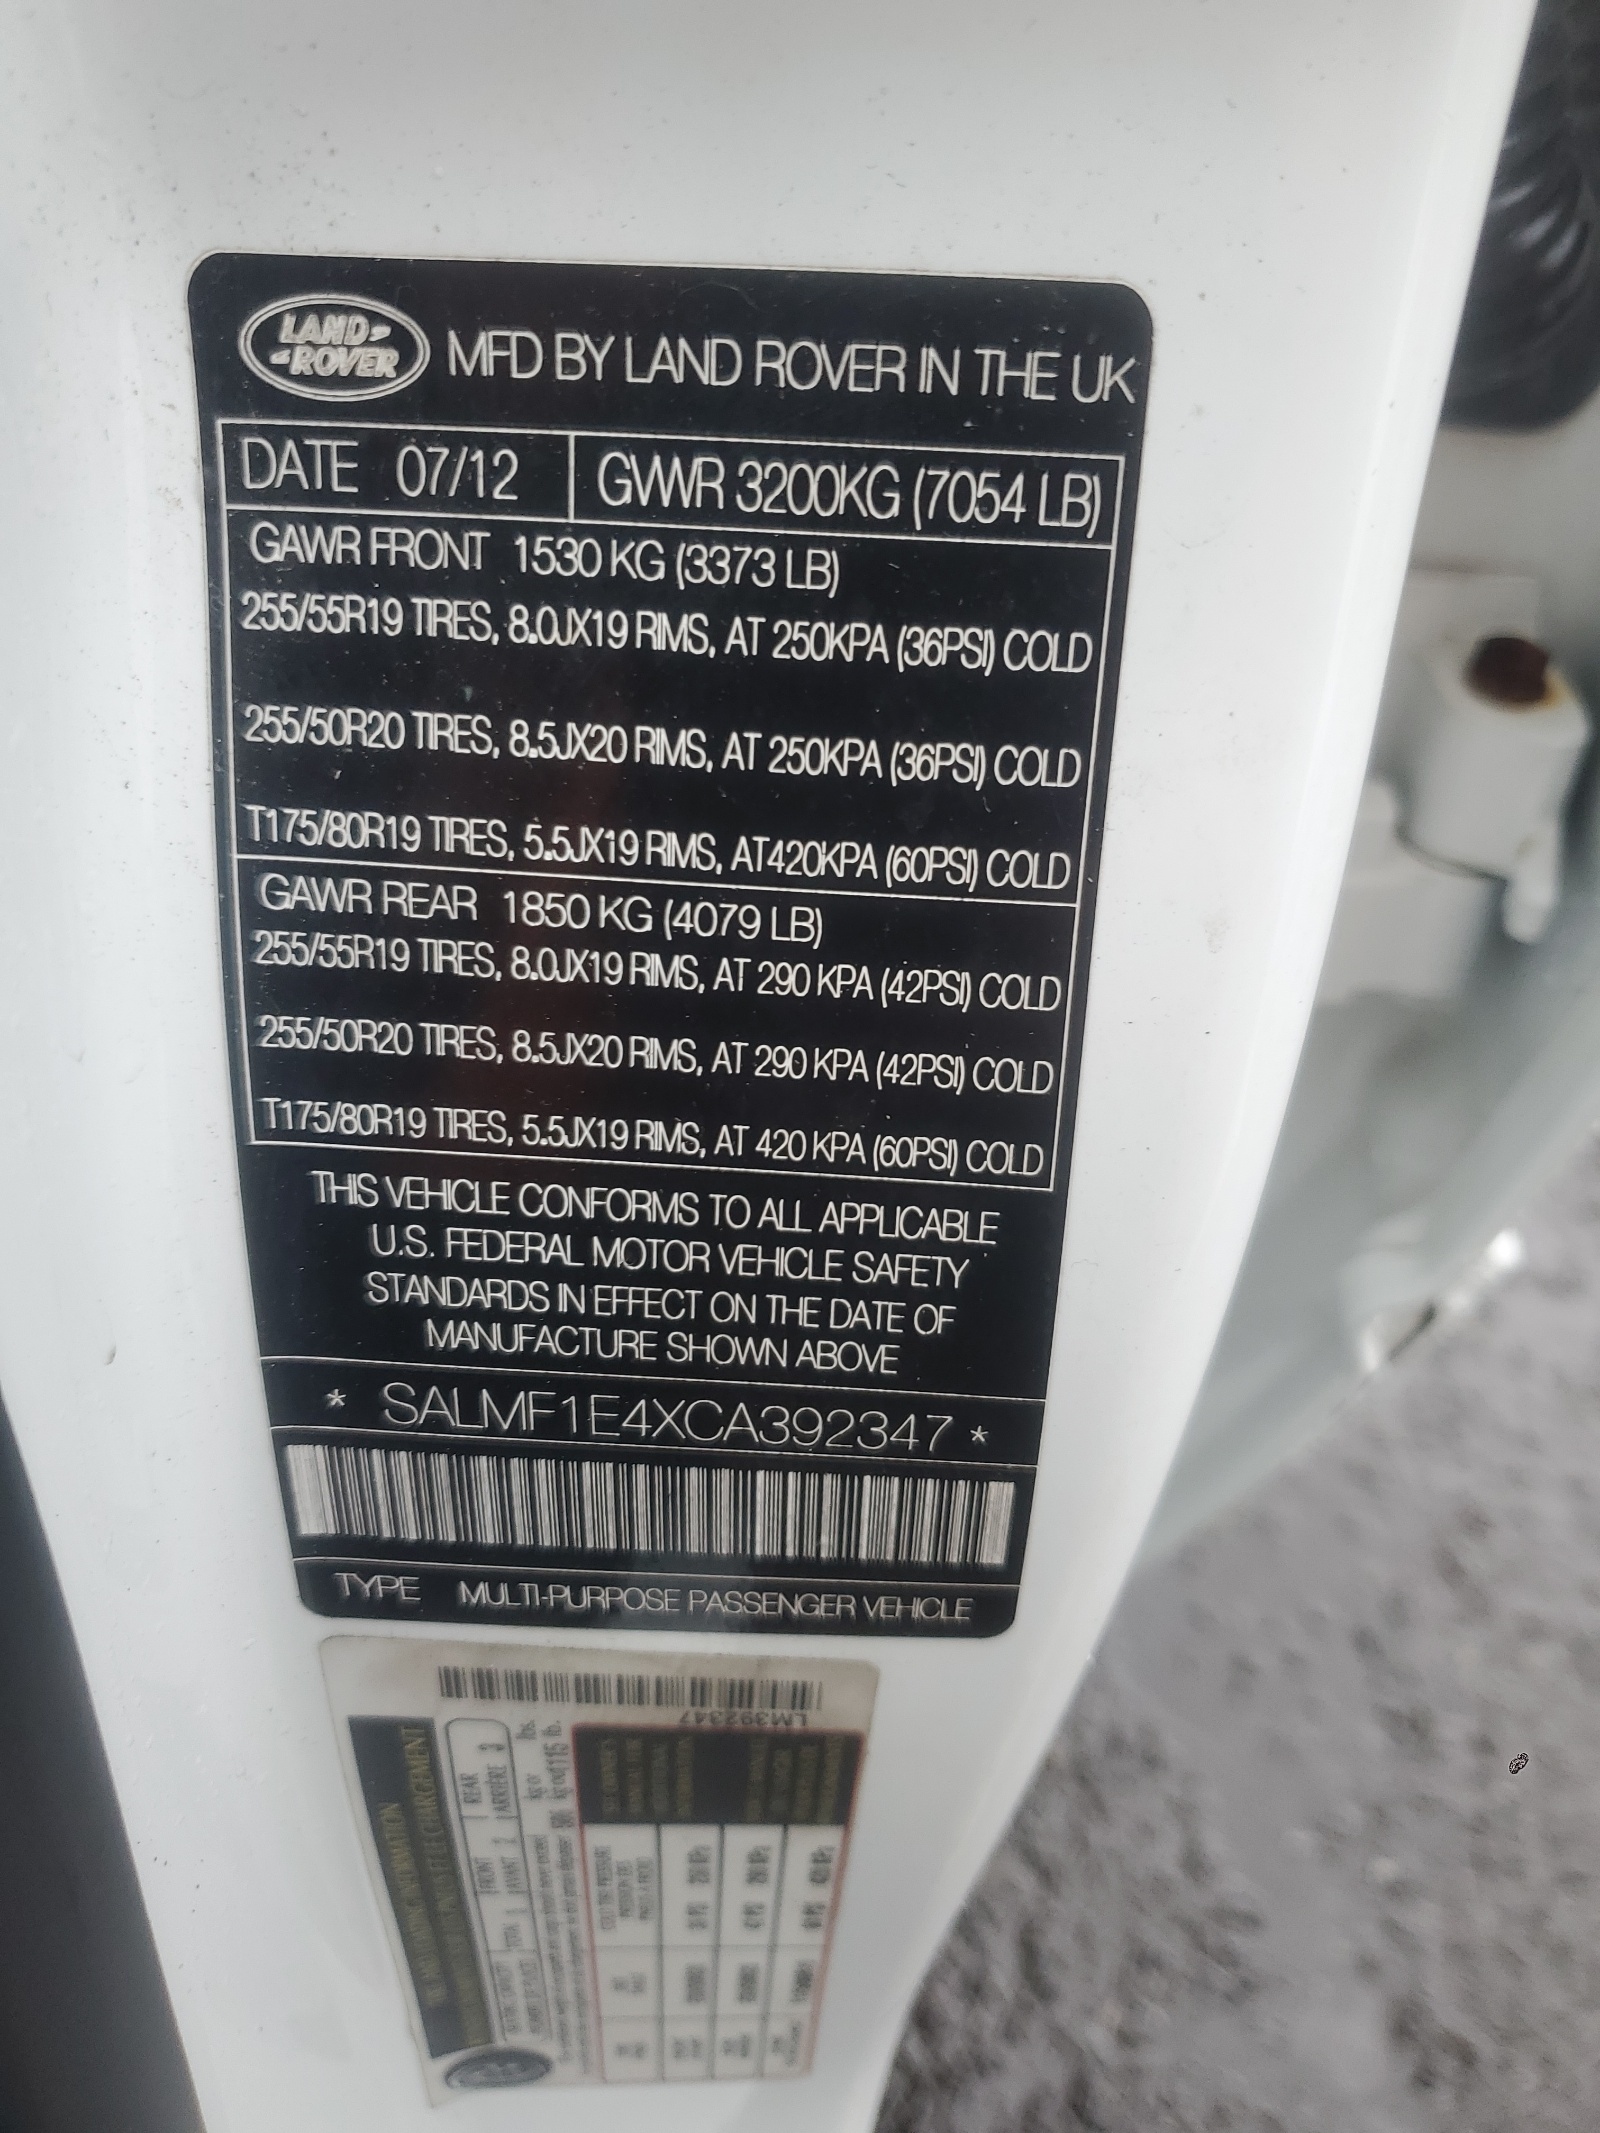 LAND-ROVER MFD BY LAND ROVER IN THE UK
DATE 07/12 GVWR 3200KG (7054 LB)
GAWR FRONT 1530 KG (3373 LB)
255/55R19 TIRES, 8.0JX19 RIMS, AT 250KPA (36PSI) COLD
255/50R20 TIRES, 8.5JX20 RIMS, AT 250KPA (36PSI) COLD
T175/80R19 TIRES, 5.5JX19 RIMS, AT420KPA (60PSI) COLD
GAWR REAR 1850 KG (4079 LB)
255/55R19 TIRES, 8.0JX19 RIMS, AT 290 KPA (42PSI) COLD
255/50R20 TIRES, 8.5JX20 RIMS, AT 290 KPA (42PSI) COLD
T175/80R19 TIRES, 5.5JX19 RIMS, AT 420 KPA (60PSI) COLD
THIS VEHICLE CONFORMS TO ALL APPLICABLE
U.S. FEDERAL MOTOR VEHICLE SAFETY
STANDARDS IN EFFECT ON THE DATE OF
MANUFACTURE SHOWN ABOVE
* SALMF1E4XCA392347 *
TYPE MULTI-PURPOSE PASSENGER VEHICLE
LM392347
FRONT
AVANT 2
REAR
ARRIÈRE 3